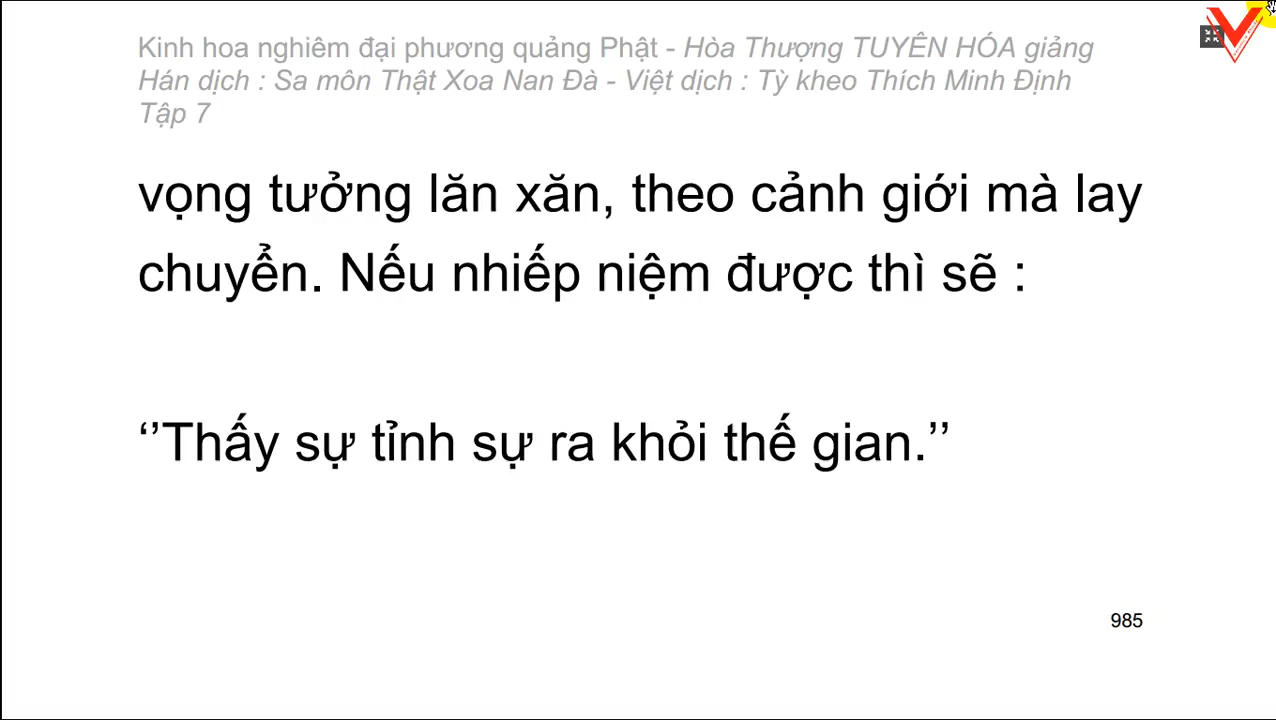 Kinh hoa nghiêm đại phương quảng Phật - Hòa Thượng TUYÊN HÓA giảng
Hán dịch : Sa môn Thật Xoa Nan Đà - Việt dịch : Tỳ kheo Thích Minh Định
Tập 7
vọng tưởng lăn xăn, theo cảnh giới mà lay
chuyển. Nếu nhiếp niệm được thì sẽ :
‘’Thấy sự tỉnh sự ra khỏi thế gian.’’
985